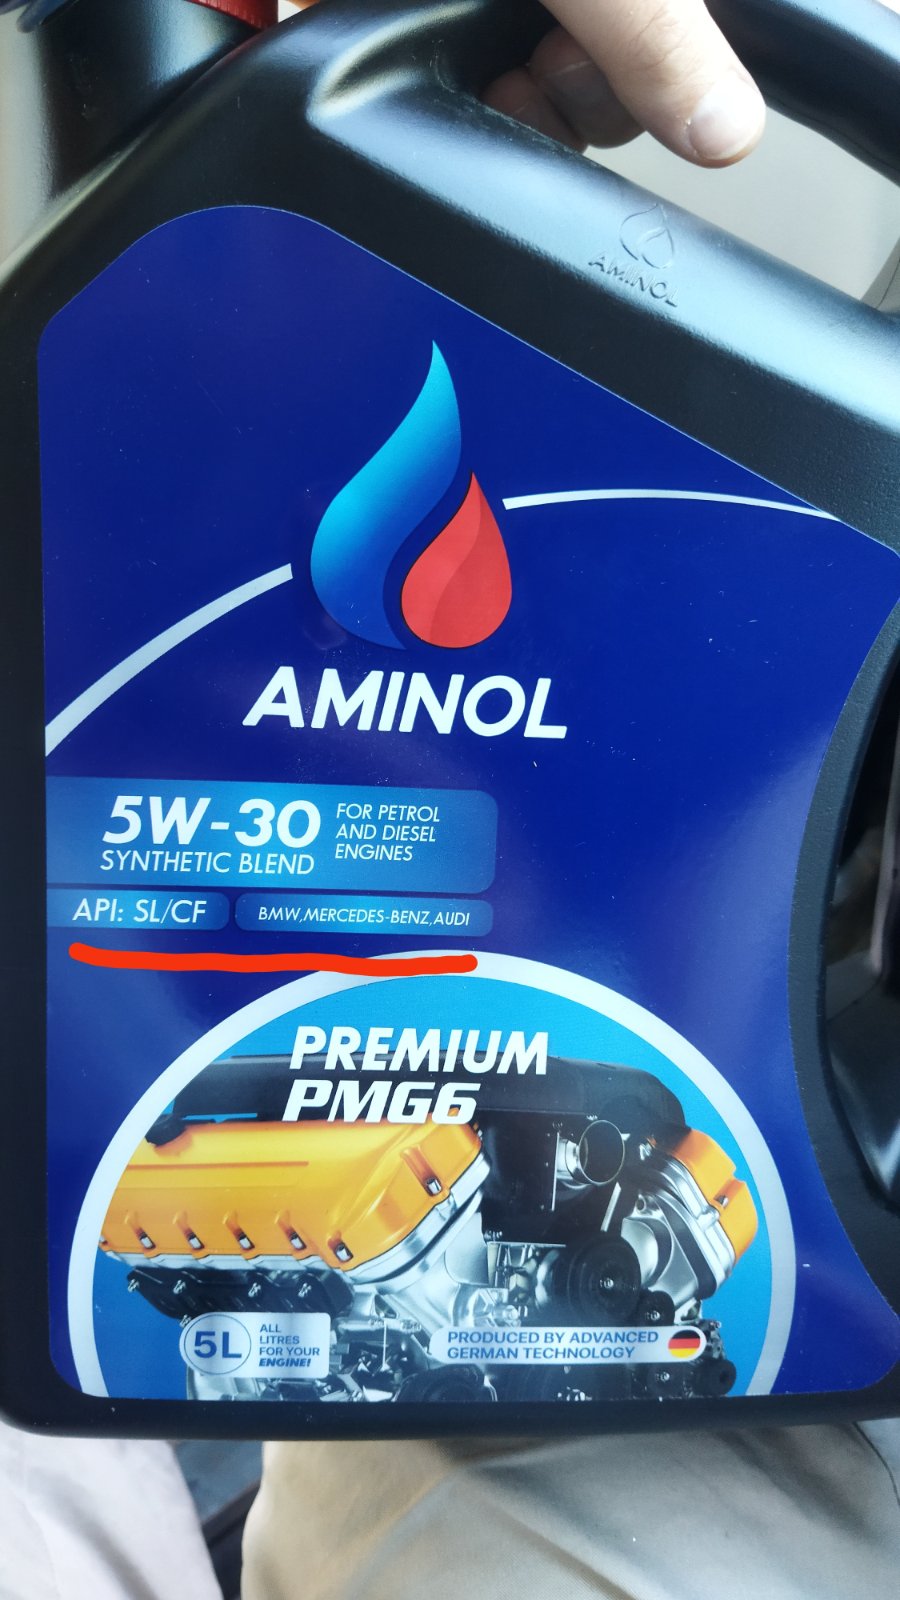 AMINOL
AMINOL
5W-30
SYNTHETIC BLEND
FOR PETROL
AND DIESEL
ENGINES
API: SL/CF
BMW,MERCEDES-BENZ,AUDI
PREMIUM
PMG6
5L
ALL
LITRES
FOR YOUR
ENGINE!
PRODUCED BY ADVANCED
GERMAN TECHNOLOGY